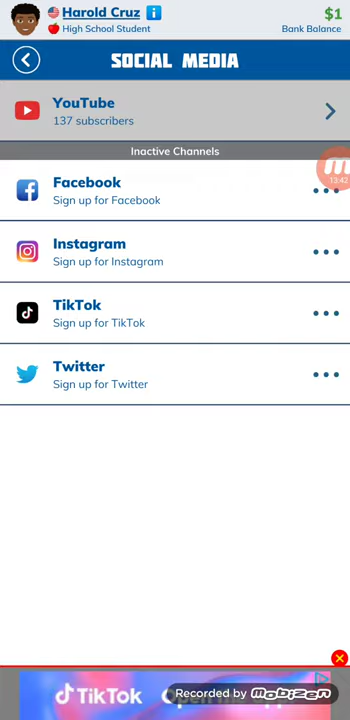 Harold Cruz
$1
High School Student
Bank Balance
SOCIAL MEDIA
YouTube
137 subscribers
Inactive Channels
Facebook
Sign up for Facebook
13:42
Instagram
Sign up for Instagram
TikTok
Sign up for TikTok
Twitter
Sign up for Twitter
TikTok
Recorded by Mobizen